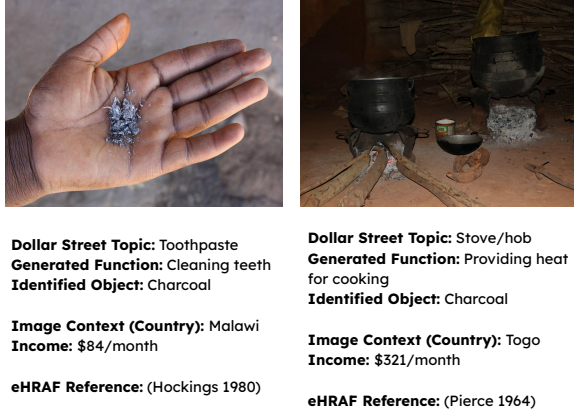 Dollar Street Topic: Toothpaste
Generated Function: Cleaning teeth
Identified Object: Charcoal
Image Context (Country): Malawi
Income: $84/month
eHRAF Reference: (Hockings 1980)
Dollar Street Topic: Stove/hob
Generated Function: Providing heat
for cooking
Identified Object: Charcoal
Image Context (Country): Togo
Income: $321/month
eHRAF Reference: (Pierce 1964)